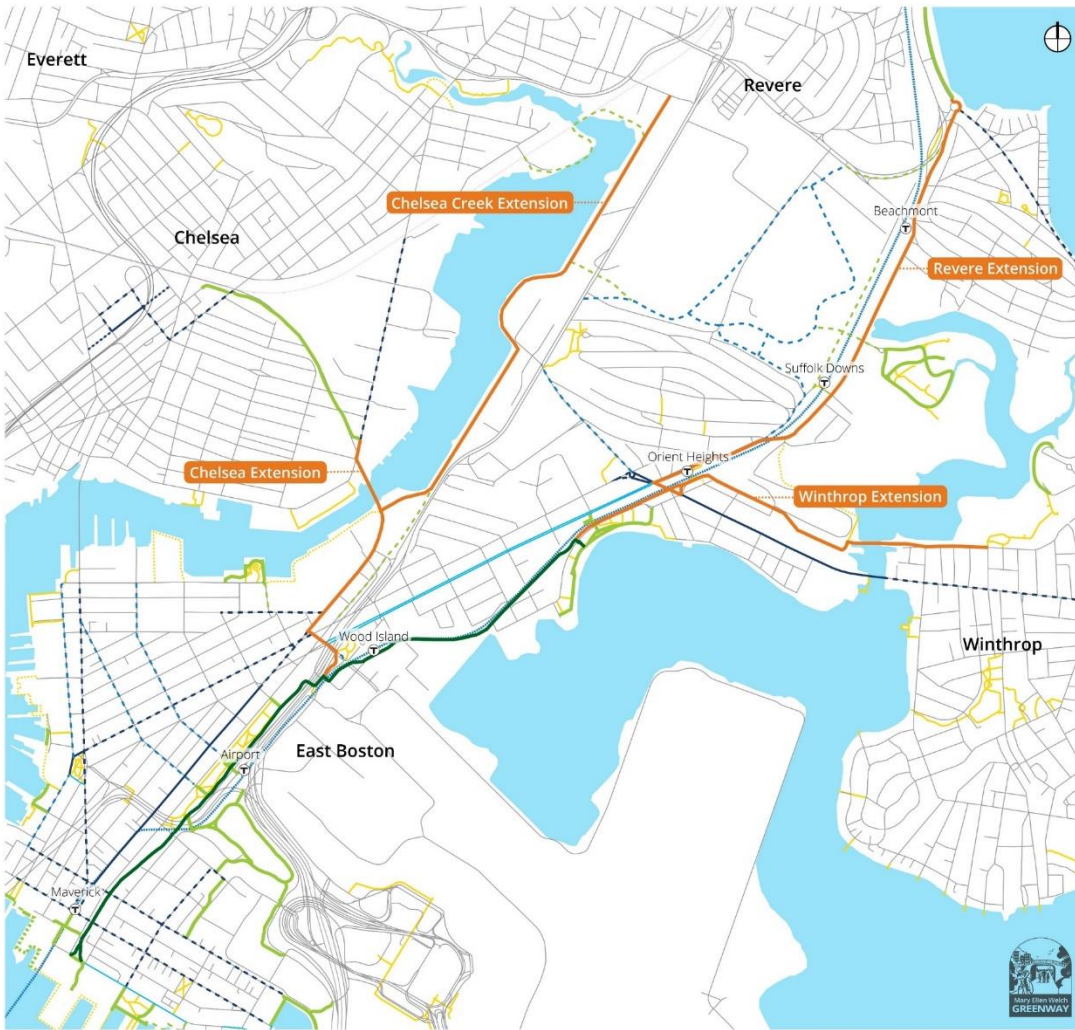 Everett
Revere
Chelsea Creek Extension
Beachmont
Chelsea
Revere Extension
Suffolk Downs
Orient Heights
Chelsea Extension
Winthrop Extension
Wood Island
Winthrop
East Boston
Airport
Maverick
Mary Ellen Welch
GREENWAY
T
T
T
T
T
T